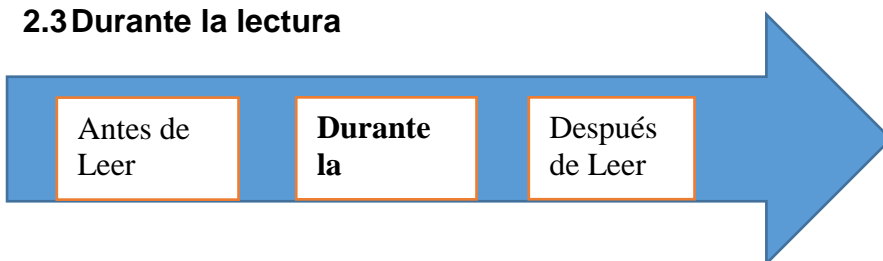 2.3 Durante la lectura
Antes de
Leer
Durante
la
Después
de Leer